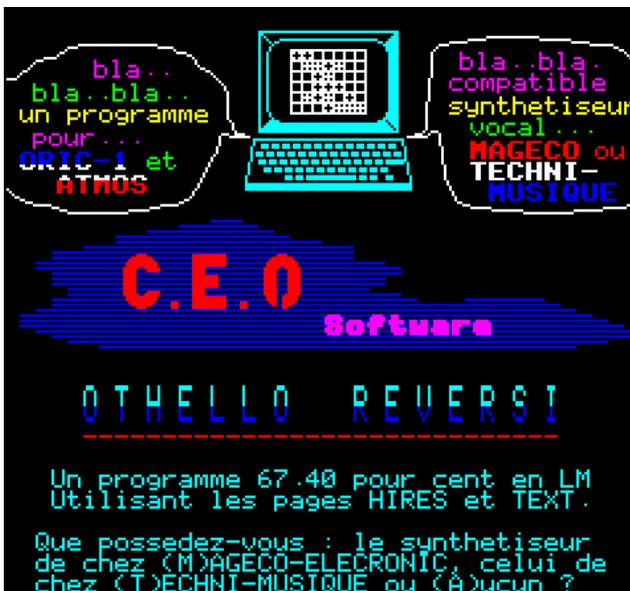 bla..
bla..bla..
un programme
pour...
ORIC-1 et
ATMOS
bla..bla.
compatible
synthetiseur
vocal...
MAGECO ou
TECHNI-
MUSIQUE
C.E.O
Software
OTHELLO REVERSI
Un programme 67.40 pour cent en LM
Utilisant les pages HIRES et TEXT.
Que possedez-vous : le synthetiseur
de chez (M)AGECO-ELECRONIC, celui de
chez (T)ECHNI-MUSIQUE ou (A)ucun ?